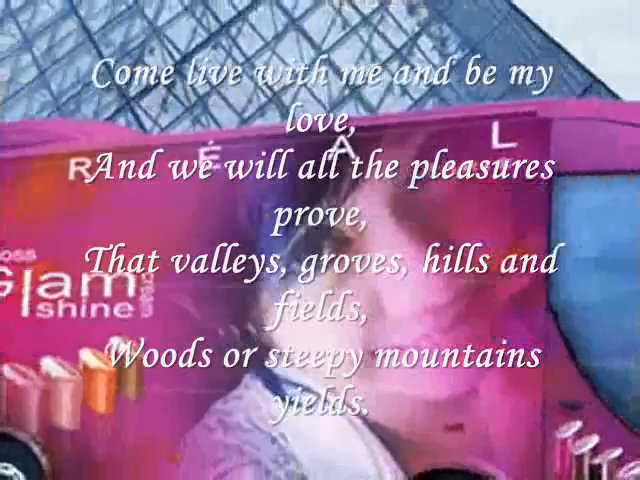 Come live with me and be my
love,
R É A L
And we will all the pleasures
prove,
That valleys, groves, hills and
Glam
shine
fields,
Woods or steepy mountains
yields.